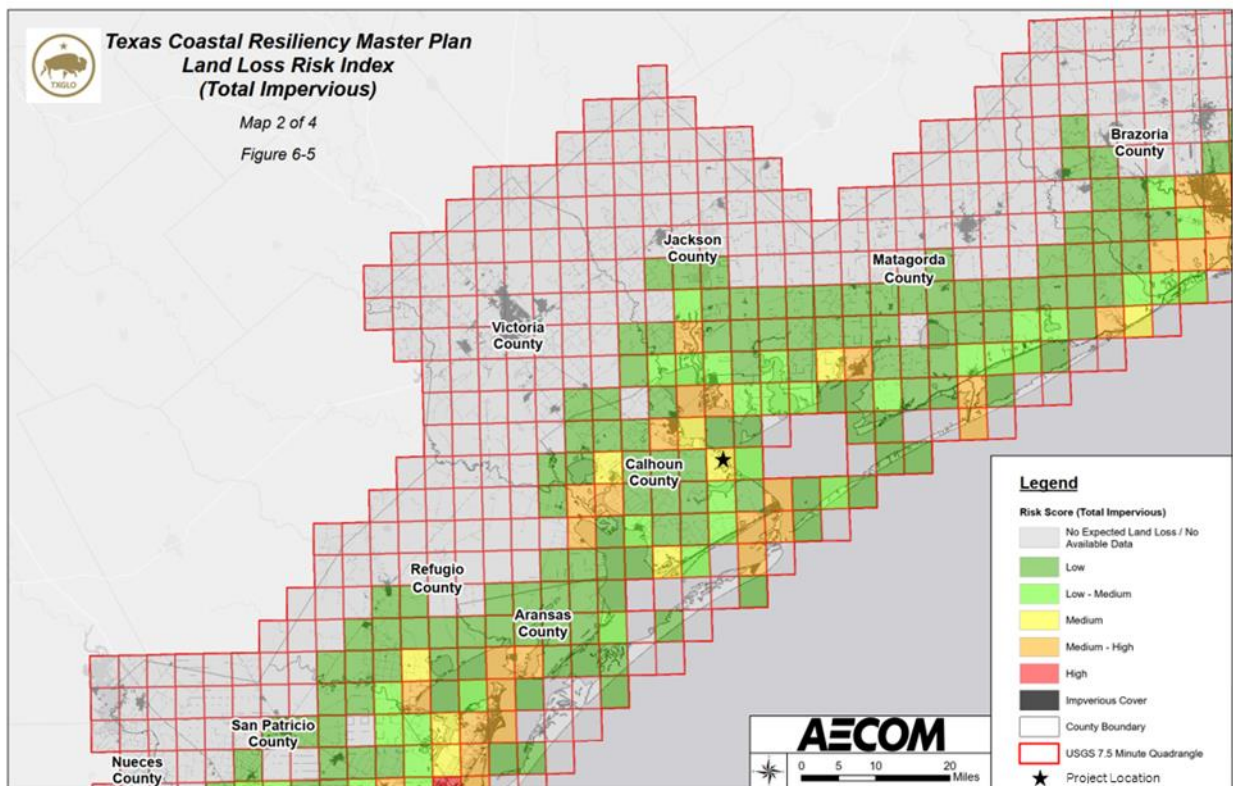 TXGLO
Texas Coastal Resiliency Master Plan
Land Loss Risk Index
(Total Impervious)
Map 2 of 4
Figure 6-5
Brazoria
County
Jackson
County
Matagorda
County
Victoria
County
Calhoun
County
Refugio
County
Aransas
County
San Patricio
County
Nueces
County
Legend
Risk Score (Total Impervious)
No Expected Land Loss / No
Available Data
Low
Low - Medium
Medium
Medium - High
High
Impverious Cover
County Boundary
USGS 7.5 Minute Quadrangle
Project Location
AECOM
0 5 10 20
Miles